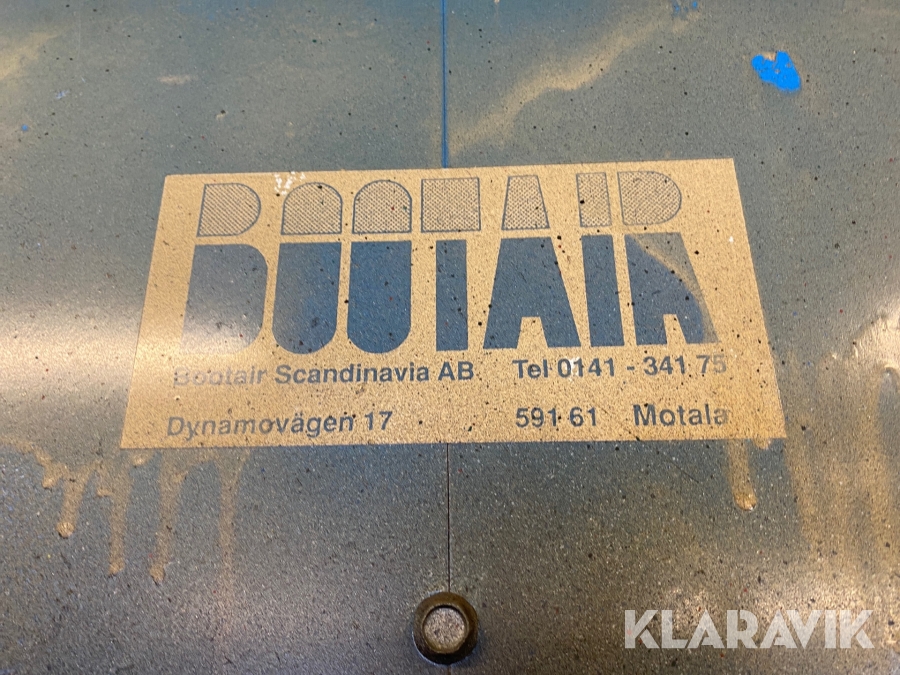 BOOTAIR
Bootair Scandinavia AB Tel 0141 - 341 75
Dynamovägen 17 591 61 Motala
KLARAVIK